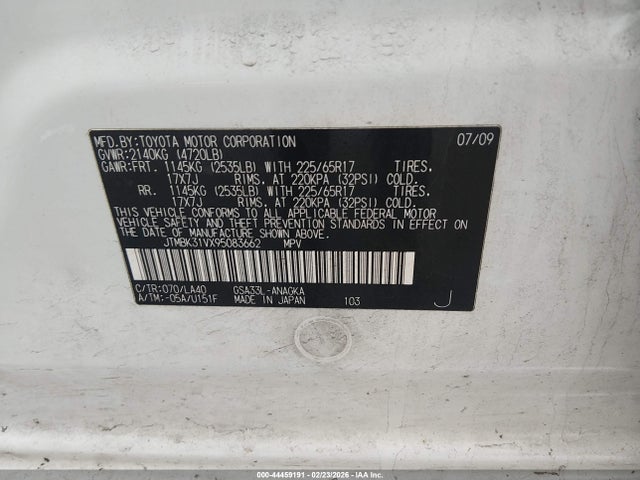 MFD.BY:TOYOTA MOTOR CORPORATION 07/09
GVWR:2140KG (4720LB)
GAWR:FRT. 1145KG (2535LB) WITH 225/65R17 TIRES.
17X7J RIMS. AT 220KPA (32PSI) COLD.
RR. 1145KG (2535LB) WITH 225/65R17 TIRES.
17X7J RIMS. AT 220KPA (32PSI) COLD.
THIS VEHICLE CONFORMS TO ALL APPLICABLE FEDERAL MOTOR
VEHICLE SAFETY AND BUMPER STANDARDS IN EFFECT ON
THE DATE OF MANUFACTURE SHOWN ABOVE.
JTMBK31VX95083662 MPV
C/TR:070/LA40 GSA33L-ANAGKA
A/TM:-05A/U151F MADE IN JAPAN 103 J
000-44459191 - 02/23/2026 - IAAI.COM